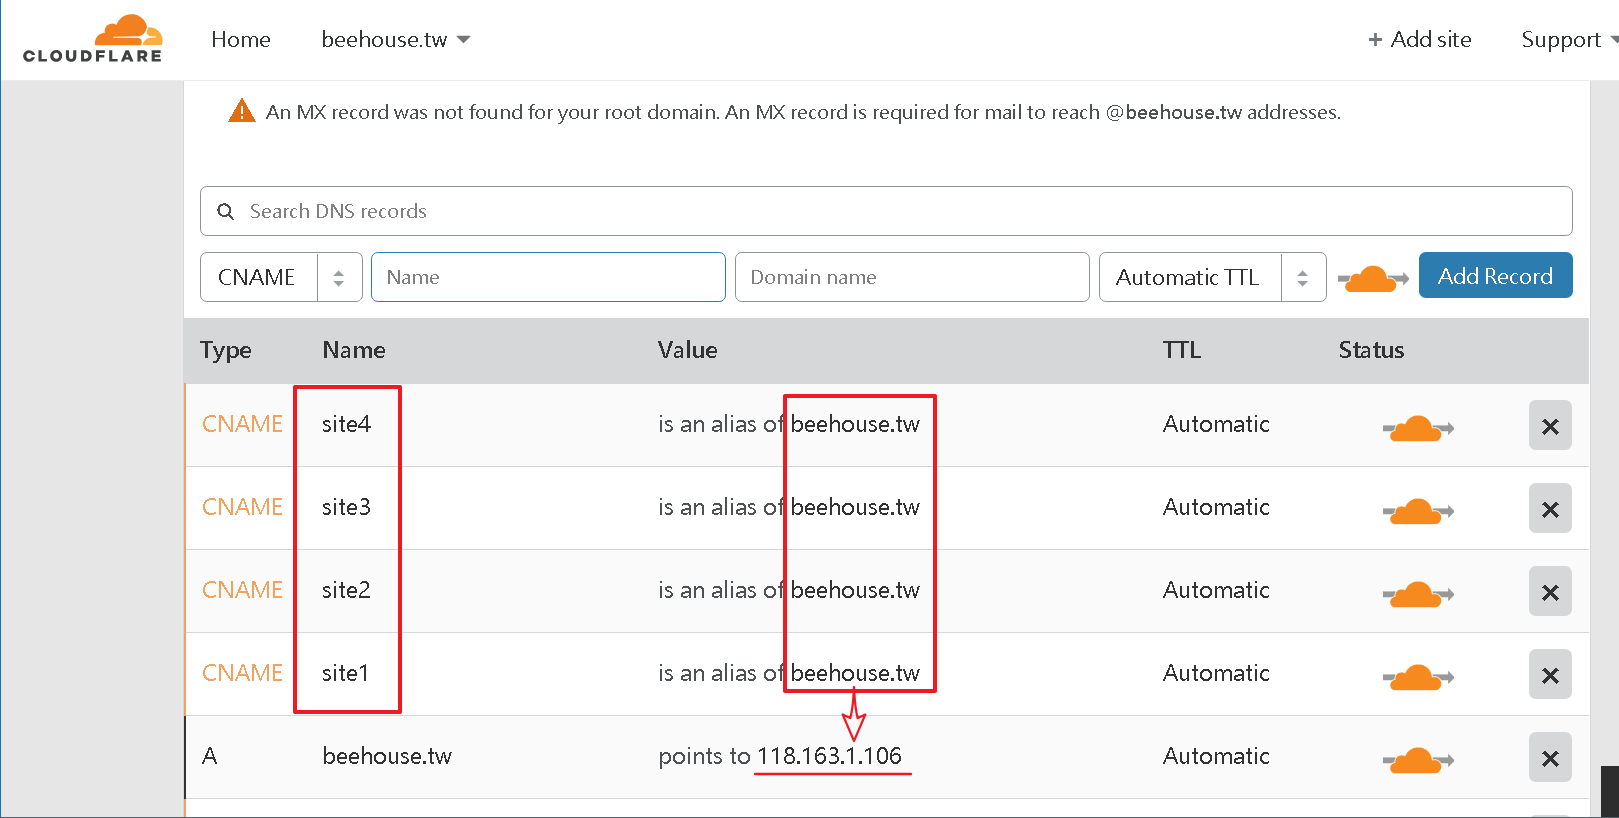 CLOUDFLARE Home beehouse.tw + Add site Support
An MX record was not found for your root domain. An MX record is required for mail to reach @beehouse.tw addresses.
Search DNS records
CNAME Name Domain name Automatic TTL Add Record
Type Name Value TTL Status
CNAME site4 is an alias of beehouse.tw Automatic
CNAME site3 is an alias of beehouse.tw Automatic
CNAME site2 is an alias of beehouse.tw Automatic
CNAME site1 is an alias of beehouse.tw Automatic
A beehouse.tw points to 118.163.1.106 Automatic